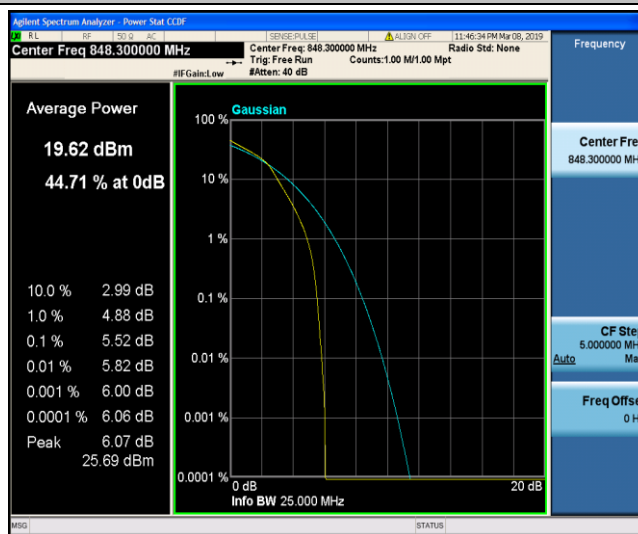 Agilent Spectrum Analyzer - Power Stat CCDF
RL RF 50 Ω AC SENSE:PULSE ALIGN OFF 11:46:34 PM Mar 08, 2019
Center Freq 848.300000 MHz
Center Freq: 848.300000 MHz Radio Std: None
Trig: Free Run Counts:1.00 M/1.00 Mpt
#IFGain:Low #Atten: 40 dB
Frequency
Average Power
19.62 dBm
44.71 % at 0dB
10.0 % 2.99 dB
1.0 % 4.88 dB
0.1 % 5.52 dB
0.01 % 5.82 dB
0.001 % 6.00 dB
0.0001 % 6.06 dB
Peak 6.07 dB
25.69 dBm
Gaussian
100 %
10 %
1 %
0.1 %
0.01 %
0.001 %
0.0001 %
0 dB 20 dB
Info BW 25.000 MHz
Center Fre
848.300000 MH
CF Ste
5.000000 MH
Auto Ma
Freq Offse
0 H
MSG STATUS